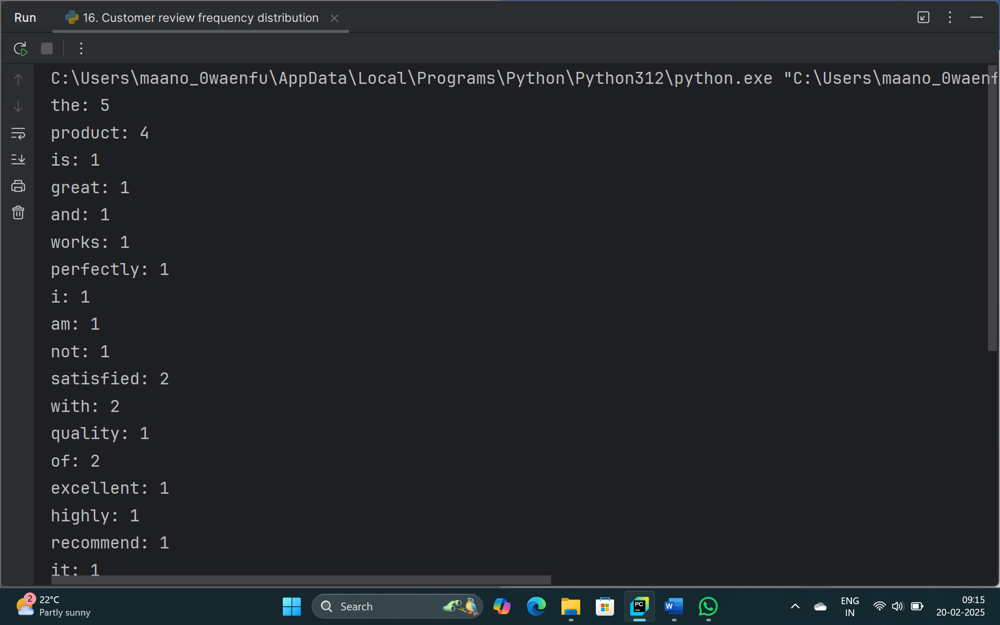 Run 16. Customer review frequency distribution
C:\Users\maano_0waenfu\AppData\Local\Programs\Python\Python312\python.exe "C:\Users\maano_0waenf
the: 5
product: 4
is: 1
great: 1
and: 1
works: 1
perfectly: 1
i: 1
am: 1
not: 1
satisfied: 2
with: 2
quality: 1
of: 2
excellent: 1
highly: 1
recommend: 1
it: 1
2 22°C
Partly sunny
Search
PC
W
ENG
IN
09:15
20-02-2025